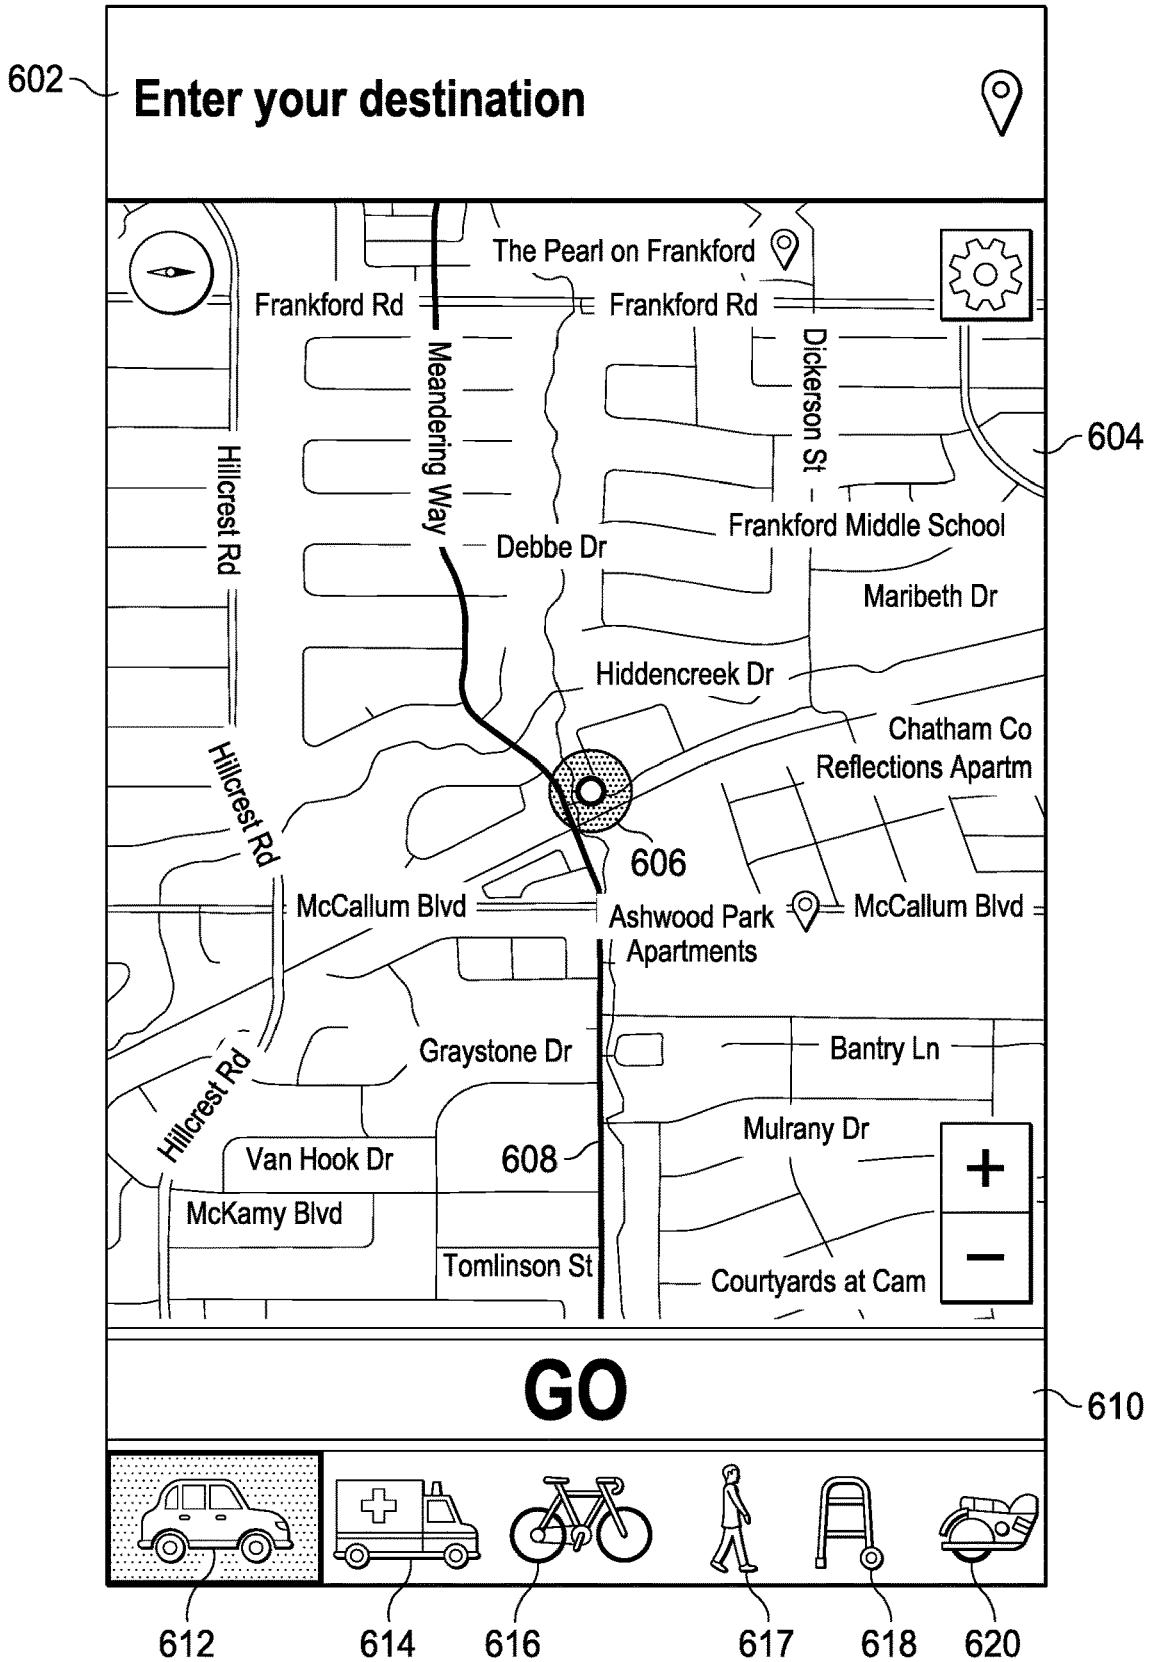 602
Enter your destination
The Pearl on Frankford
Frankford Rd
Frankford Rd
Meandering Way
Dickerson St
604
Hillcrest Rd
Frankford Middle School
Debbe Dr
Maribeth Dr
Hiddencreek Dr
Chatham Co
Reflections Apartm
Hillcrest Rd
606
McCallum Blvd
Ashwood Park
Apartments
McCallum Blvd
Graystone Dr
Bantry Ln
Hillcrest Rd
Mulrany Dr
Van Hook Dr
608
+
McKamy Blvd
−
Tomlinson St
Courtyards at Cam
GO
610
612
614
616
617
618
620